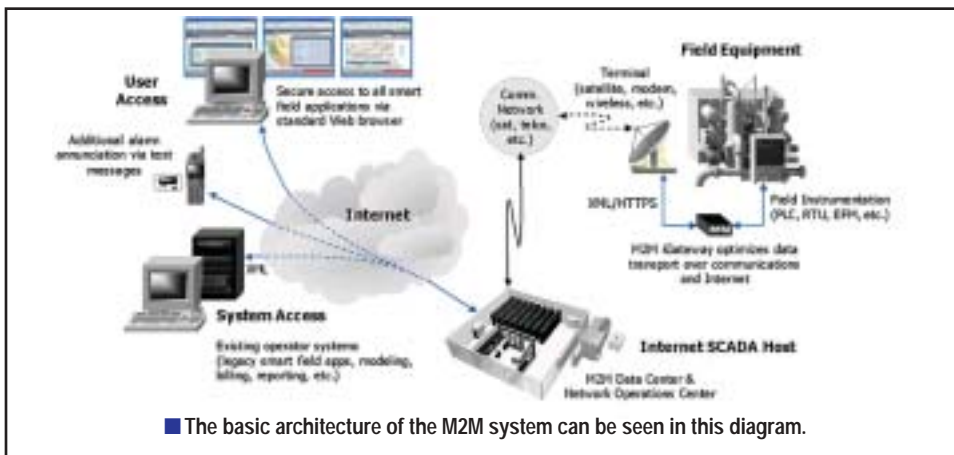 User
Access
Secure access to all smart
field applications via
standard Web browser
Additional alarm
annunciation via text
messages
Internet
XML
System Access
Existing operator systems
(legacy smart field apps, modeling,
billing, reporting, etc.)
Field Equipment
Terminal
(satellite, modem,
wireless, etc.)
Comm.
Network
(sat, telco,
etc.)
XML/HTTPS
Field Instrumentation
(PLC, RTU, EFM, etc.)
M2M Gateway optimizes data
transport over communications
and Internet
Internet SCADA Host
M2M Data Center &
Network Operations Center
The basic architecture of the M2M system can be seen in this diagram.